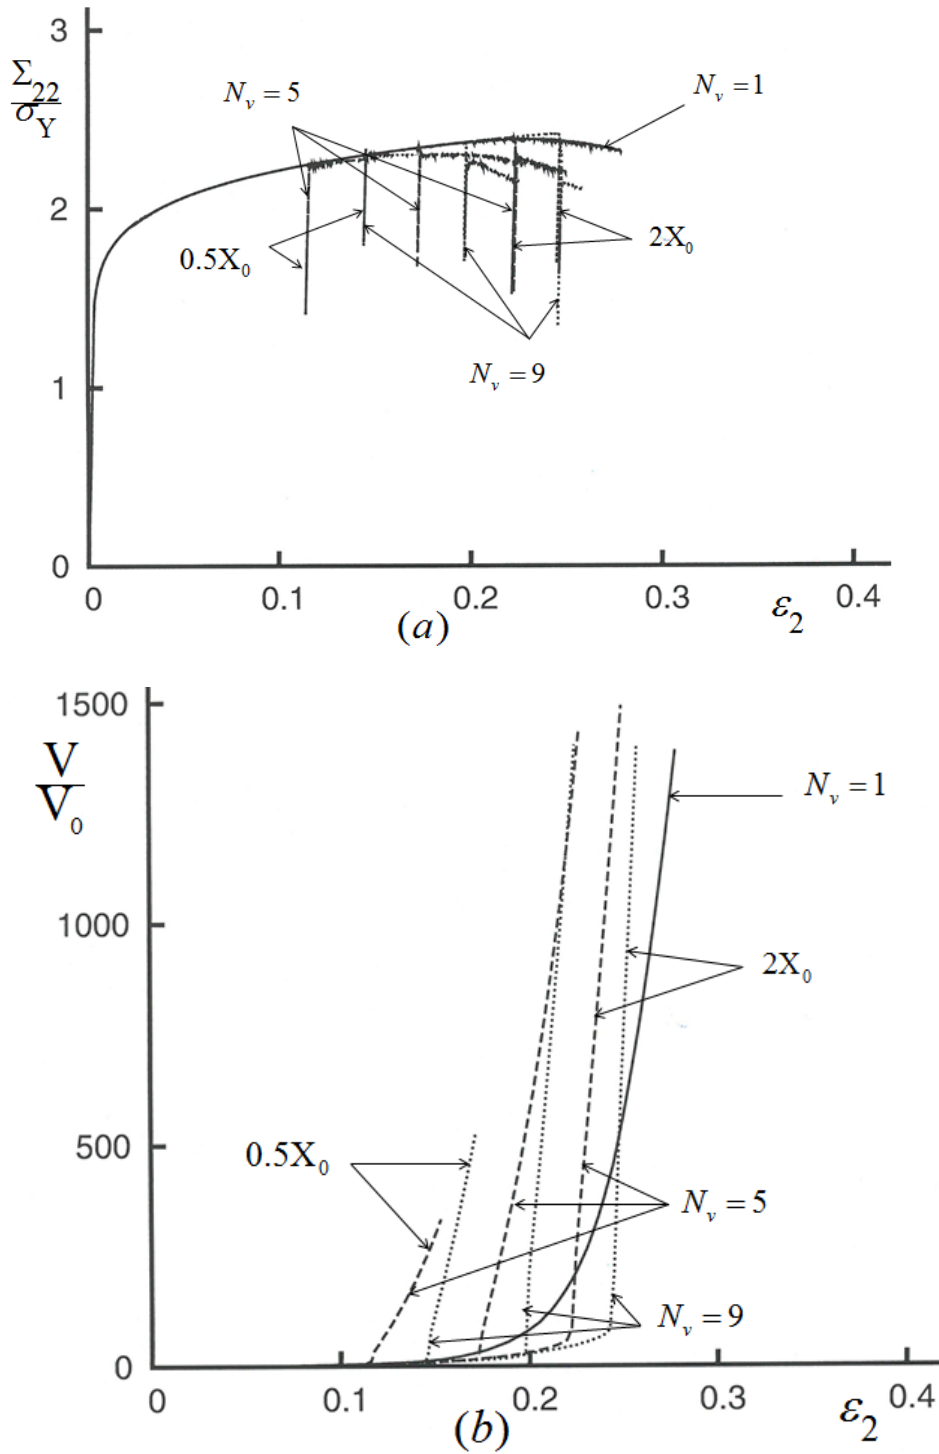 3
Σ22
σY
Nv = 5
Nv = 1
2
0.5X0
2X0
Nv = 9
1
0
0
0.1
0.2
0.3
0.4
ε2
(a)
1500
V
V0
Nv = 1
1000
2X0
500
0.5X0
Nv = 5
Nv = 9
0
0
0.1
0.2
0.3
0.4
ε2
(b)